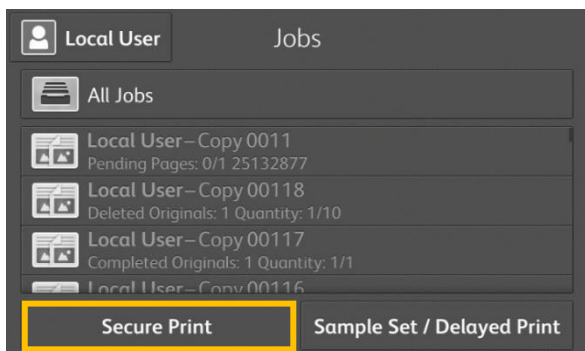 Local User
Jobs
All Jobs
Local User–Copy 0011
Pending Pages: 0/1 25132877
Local User–Copy 00118
Deleted Originals: 1 Quantity: 1/10
Local User–Copy 00117
Completed Originals: 1 Quantity: 1/1
Local User–Copy 00116
Secure Print
Sample Set / Delayed Print